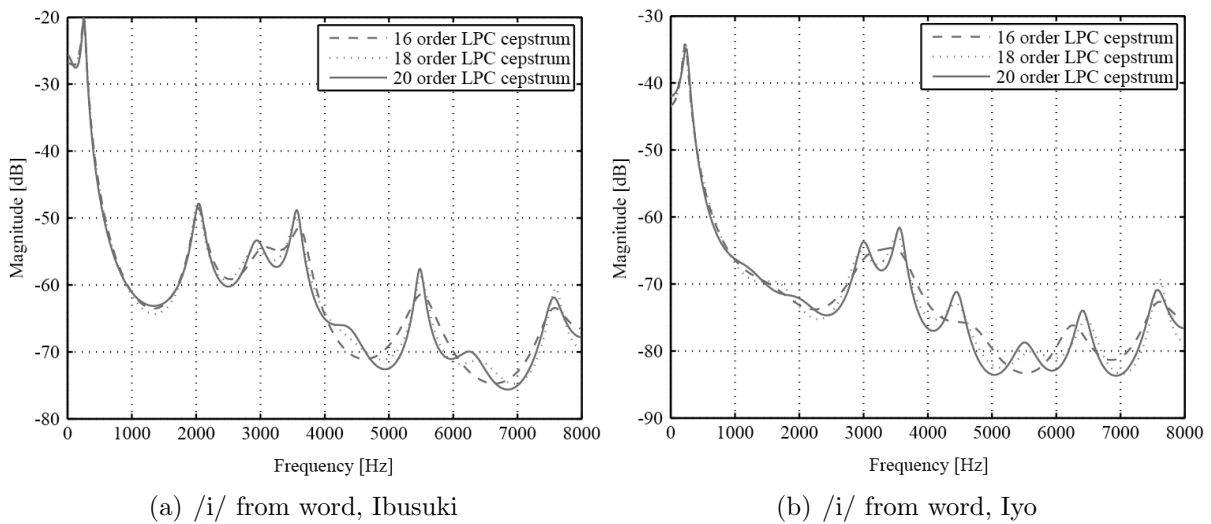 -20
-30
-40
-50
-60
-70
-80
Magnitude [dB]
16 order LPC cepstrum
18 order LPC cepstrum
20 order LPC cepstrum
0 1000 2000 3000 4000 5000 6000 7000 8000
Frequency [Hz]
(a) /i/ from word, Ibusuki
-30
-40
-50
-60
-70
-80
-90
Magnitude [dB]
16 order LPC cepstrum
18 order LPC cepstrum
20 order LPC cepstrum
0 1000 2000 3000 4000 5000 6000 7000 8000
Frequency [Hz]
(b) /i/ from word, Iyo